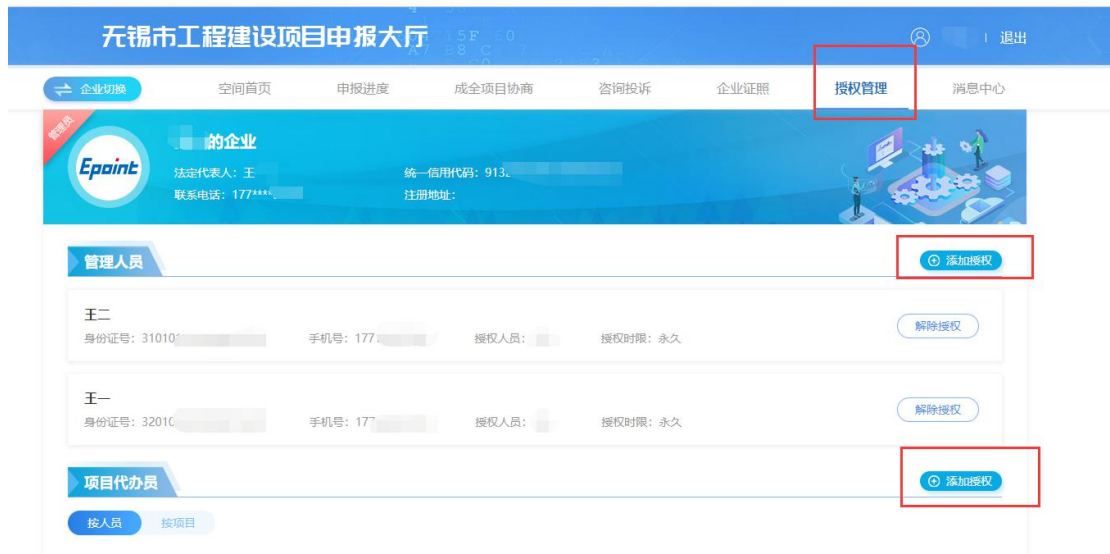 无锡市工程建设项目申报大厅
退出
企业切换 空间首页 申报进度 成全项目协商 咨询投诉 企业证照 授权管理 消息中心
管理员
的企业
Epoint
法定代表人：王 统一信用代码：913
联系电话：177**** 注册地址：
管理人员 添加授权
王二
身份证号：310101 手机号：177 授权人员： 授权时限：永久
解除授权
王一
身份证号：32010 手机号：17 授权人员： 授权时限：永久
解除授权
项目代办员 添加授权
按人员 按项目